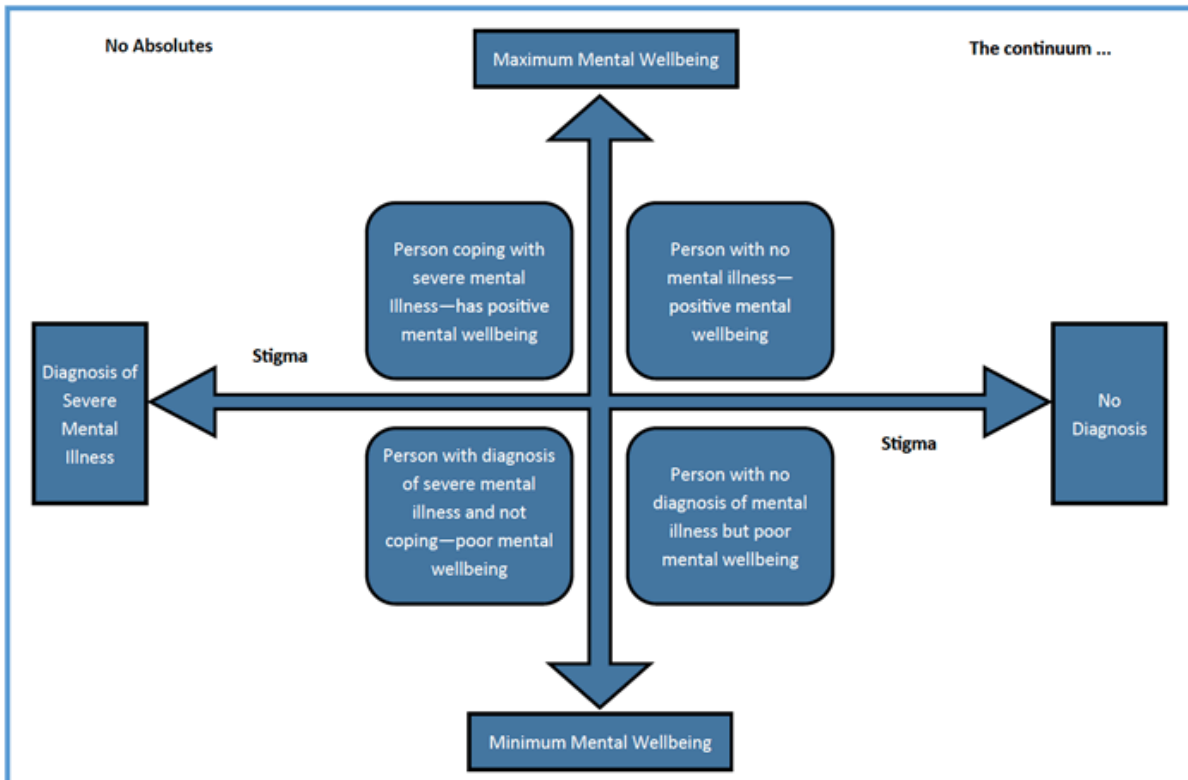 No Absolutes
Maximum Mental Wellbeing
The continuum ...
Person coping with
severe mental
Illness—has positive
mental wellbeing
Person with no
mental illness—
positive mental
wellbeing
Stigma
Diagnosis of
Severe
Mental
Illness
No
Diagnosis
Stigma
Person with diagnosis
of severe mental
illness and not
coping—poor mental
wellbeing
Person with no
diagnosis of mental
illness but poor
mental wellbeing
Minimum Mental Wellbeing